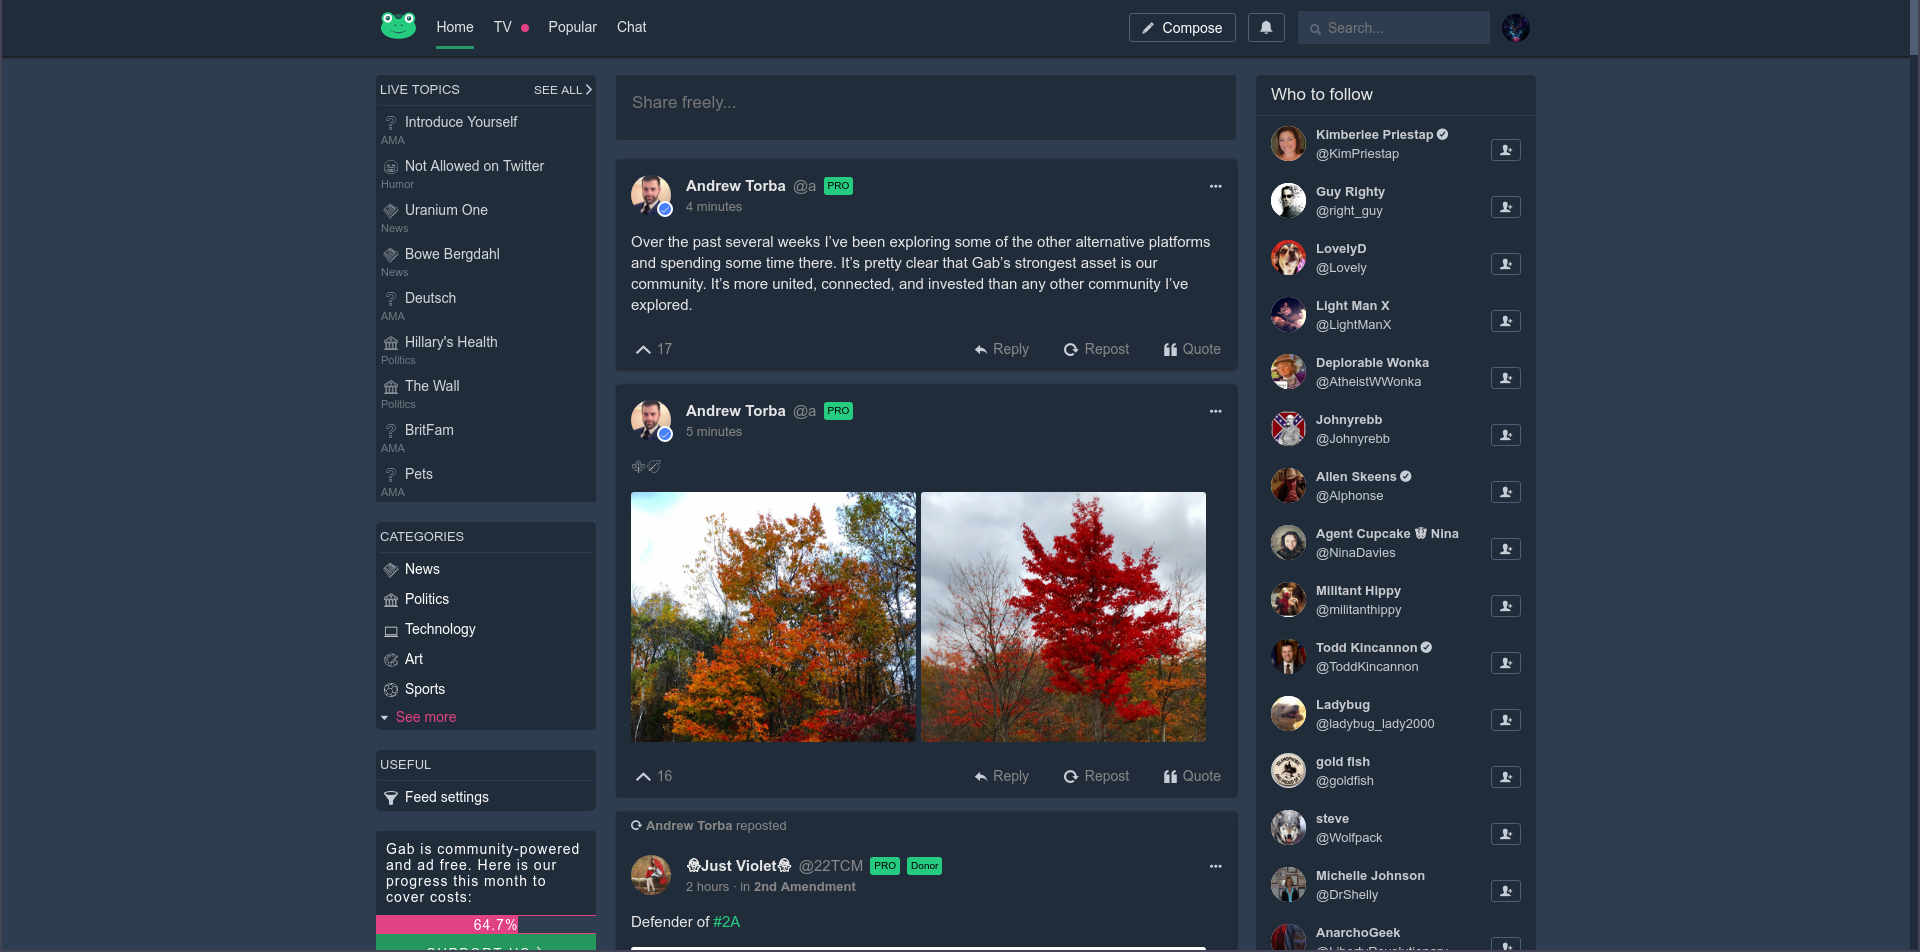 Home TV Popular Chat Compose Search...
LIVE TOPICS SEE ALL
Introduce Yourself
AMA
Not Allowed on Twitter
Humor
Uranium One
News
Bowe Bergdahl
News
Deutsch
AMA
Hillary's Health
Politics
The Wall
Politics
BritFam
AMA
Pets
AMA
CATEGORIES
News
Politics
Technology
Art
Sports
See more
USEFUL
Feed settings
Gab is community-powered
and ad free. Here is our
progress this month to
cover costs:
64.7%
Share freely...
Andrew Torba @a PRO
4 minutes
Over the past several weeks I’ve been exploring some of the other alternative platforms
and spending some time there. It’s pretty clear that Gab’s strongest asset is our
community. It’s more united, connected, and invested than any other community I’ve
explored.
17 Reply Repost Quote
Andrew Torba @a PRO
5 minutes
16 Reply Repost Quote
Andrew Torba reposted
Just Violet @22TCM PRO Donor
2 hours · in 2nd Amendment
Defender of #2A
Who to follow
Kimberlee Priestap
@KimPriestap
Guy Righty
@right_guy
LovelyD
@Lovely
Light Man X
@LightManX
Deplorable Wonka
@AtheistWWonka
Johnyrebb
@Johnyrebb
Allen Skeens
@Alphonse
Agent Cupcake Nina
@NinaDavies
Militant Hippy
@militanthippy
Todd Kincannon
@ToddKincannon
Ladybug
@ladybug_lady2000
gold fish
@goldfish
steve
@Wolfpack
Michelle Johnson
@DrShelly
AnarchoGeek